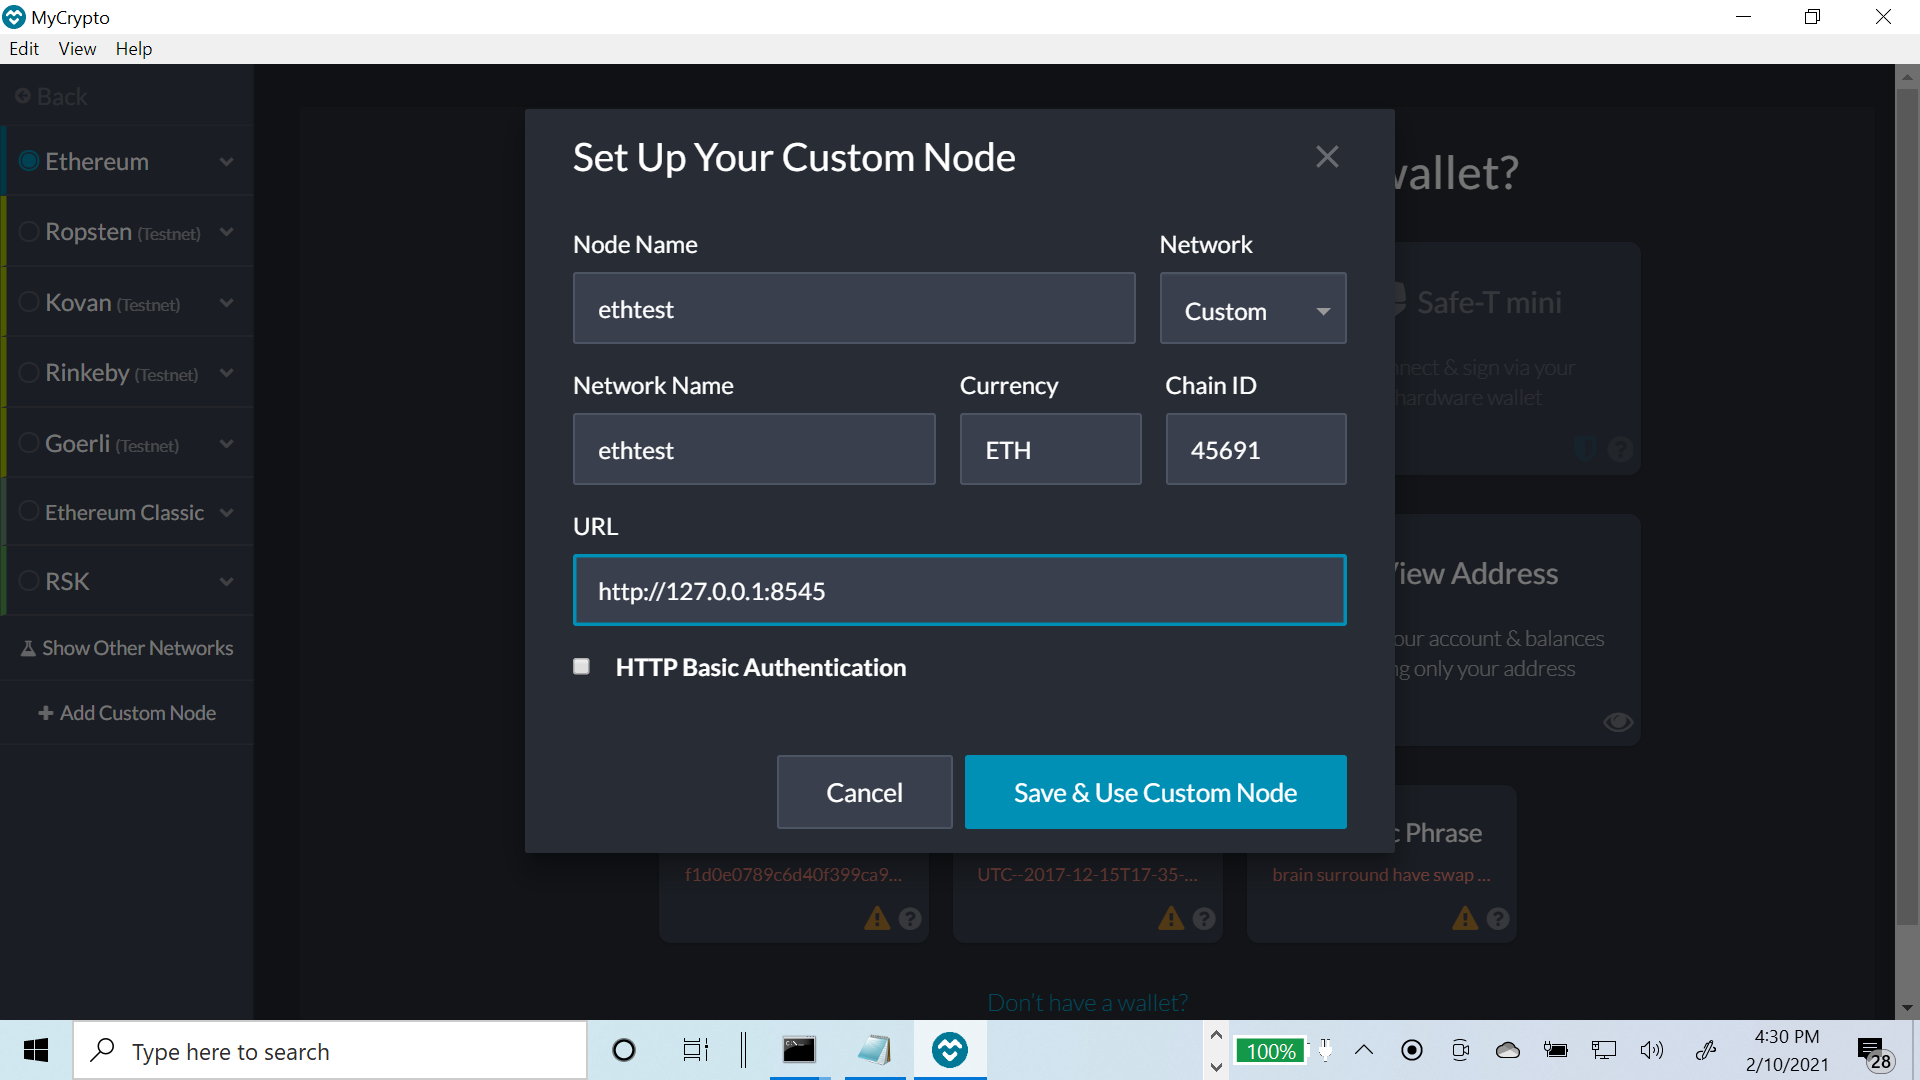 MyCrypto
Edit View Help
Back
Ethereum
Ropsten (Testnet)
Kovan (Testnet)
Rinkeby (Testnet)
Goerli (Testnet)
Ethereum Classic
RSK
Show Other Networks
+ Add Custom Node
Set Up Your Custom Node
Node Name Network
ethtest Custom
Network Name Currency Chain ID
ethtest ETH 45691
URL
http://127.0.0.1:8545
HTTP Basic Authentication
Cancel Save & Use Custom Node
Safe-T mini
& sign via your
hardware wallet
Address
account & balances
only your address
Phrase
f1d0e0789c6d40f399ca9... UTC--2017-12-15T17-35-... brain surround have swap ...
Don't have a wallet?
Type here to search
100%
4:30 PM
2/10/2021
28